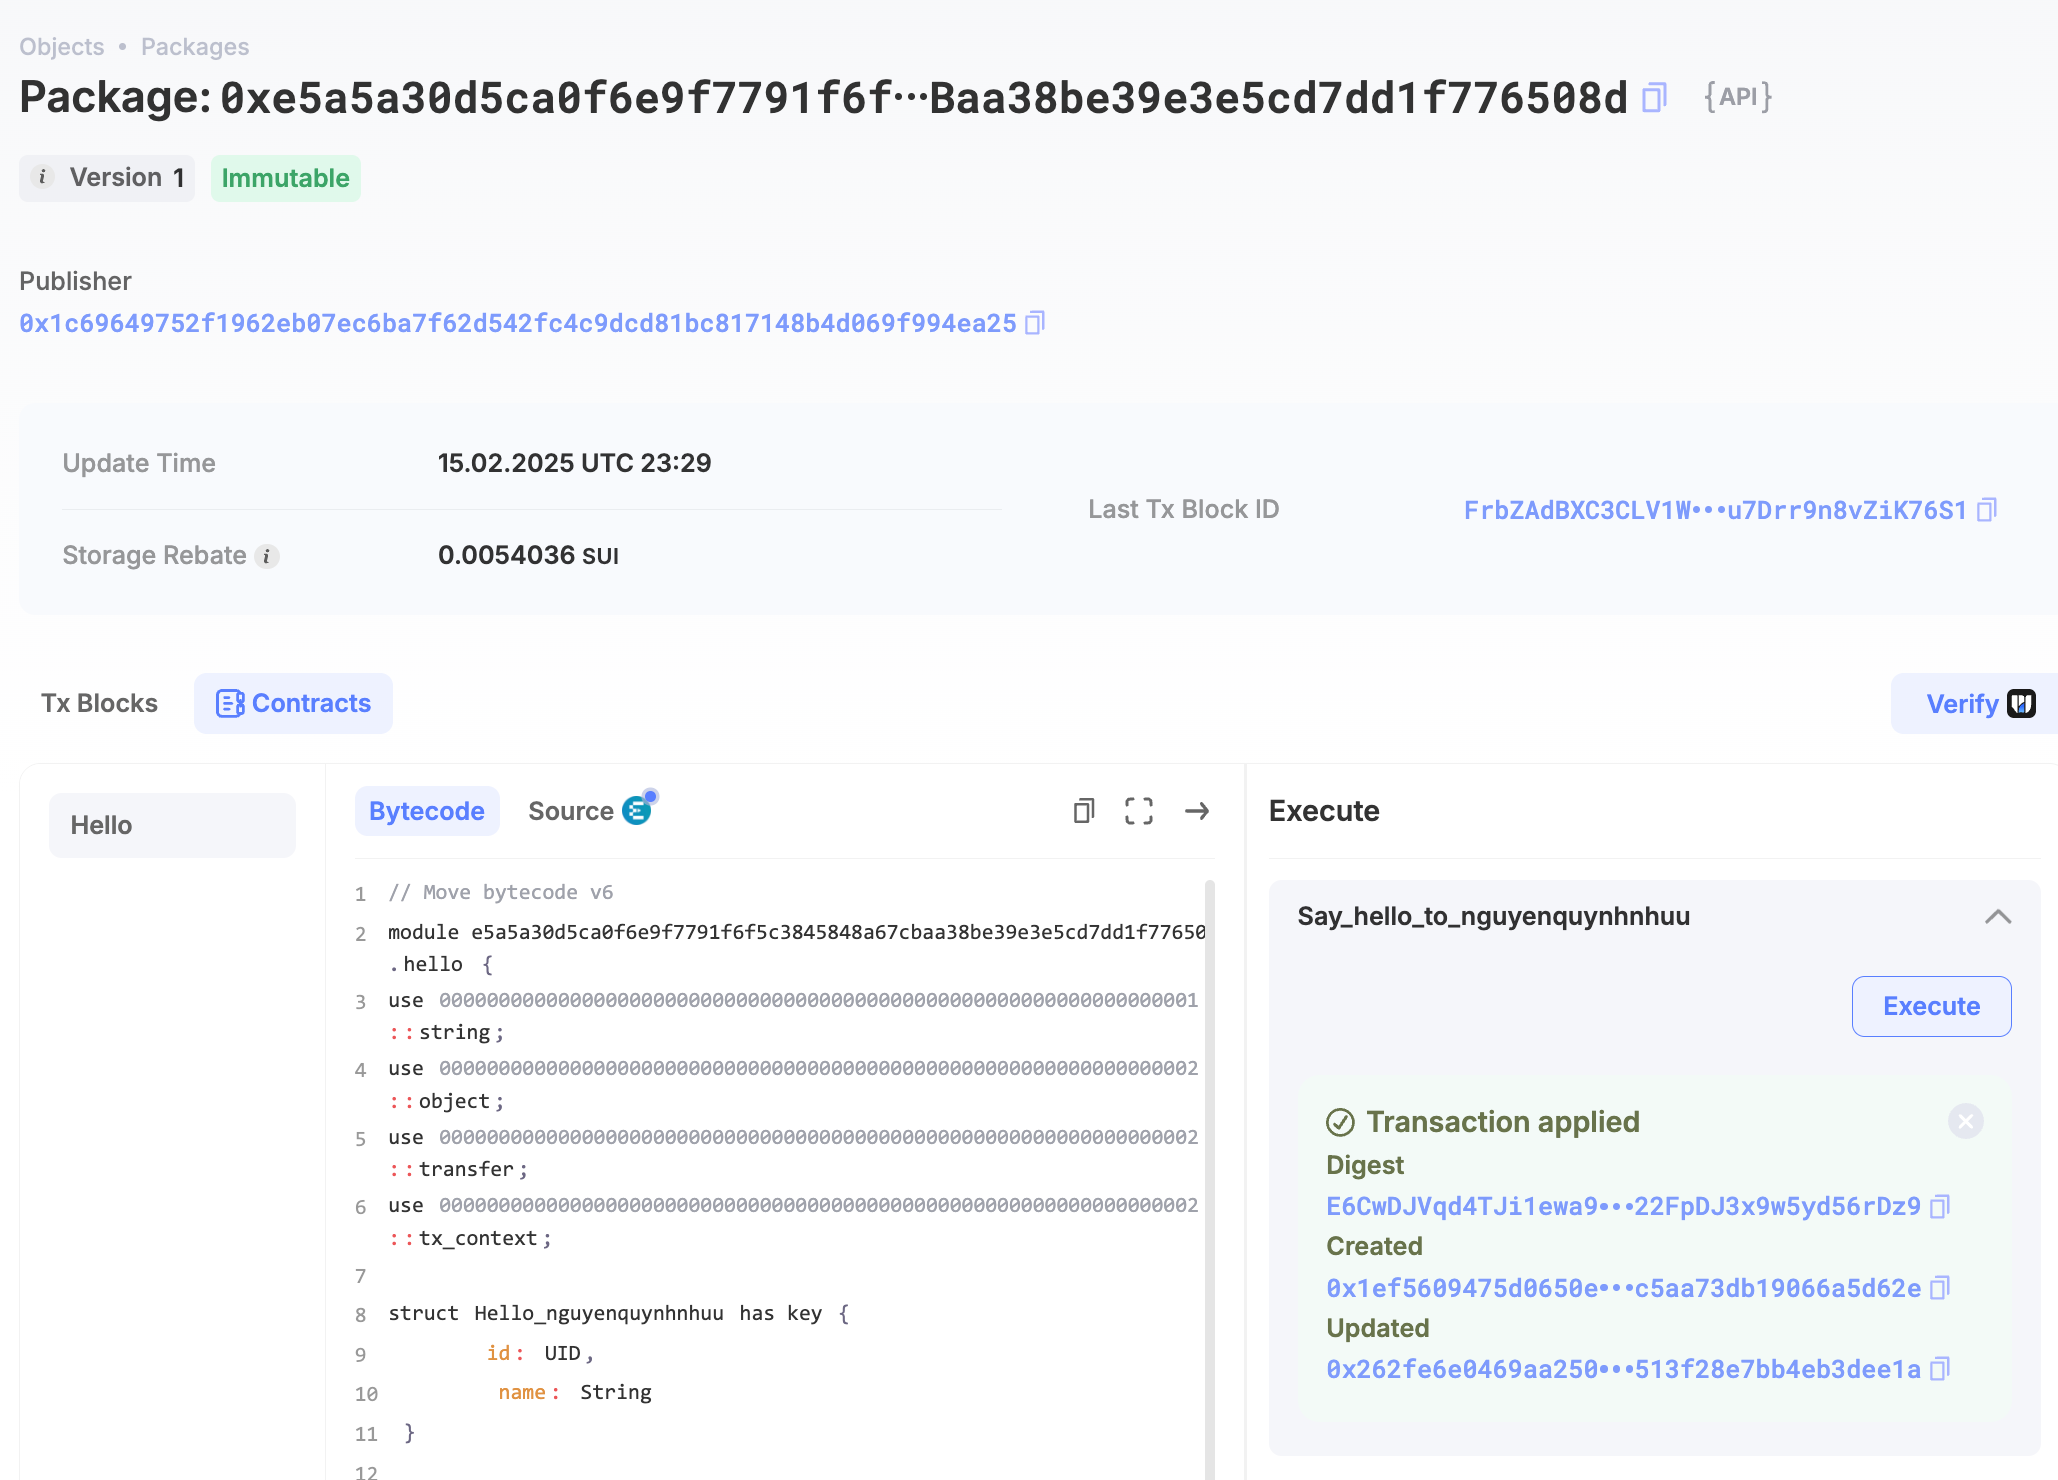 Objects • Packages
Package: 0xe5a5a30d5ca0f6e9f7791f6f···Baa38be39e3e5cd7dd1f776508d {API}
i Version 1 Immutable
Publisher
0x1c69649752f1962eb07ec6ba7f62d542fc4c9dcd81bc817148b4d069f994ea25
Update Time 15.02.2025 UTC 23:29
Last Tx Block ID FrbZAdBXC3CLV1W•••u7Drr9n8vZiK76S1
Storage Rebate i 0.0054036 SUI
Tx Blocks Contracts Verify
Hello
Bytecode Source
1 // Move bytecode v6
2 module e5a5a30d5ca0f6e9f7791f6f5c3845848a67cbaa38be39e3e5cd7dd1f77650
.hello {
3 use 0000000000000000000000000000000000000000000000000000000000000001
::string;
4 use 0000000000000000000000000000000000000000000000000000000000000002
::object;
5 use 0000000000000000000000000000000000000000000000000000000000000002
::transfer;
6 use 0000000000000000000000000000000000000000000000000000000000000002
::tx_context;
7
8 struct Hello_nguyenquynhnhuu has key {
9 id: UID,
10 name: String
11 }
12
Execute
Say_hello_to_nguyenquynhnhuu
Execute
Transaction applied
Digest
E6CwDJVqd4TJi1ewa9•••22FpDJ3x9w5yd56rDz9
Created
0x1ef5609475d0650e•••c5aa73db19066a5d62e
Updated
0x262fe6e0469aa250•••513f28e7bb4eb3dee1a